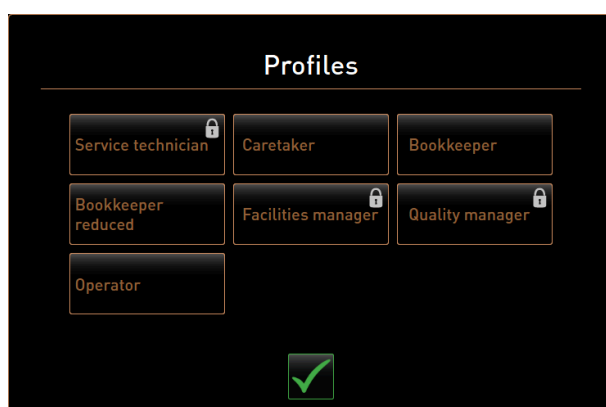 Profiles
Service technician
Caretaker
Bookkeeper
Bookkeeper
reduced
Facilities manager
Quality manager
Operator